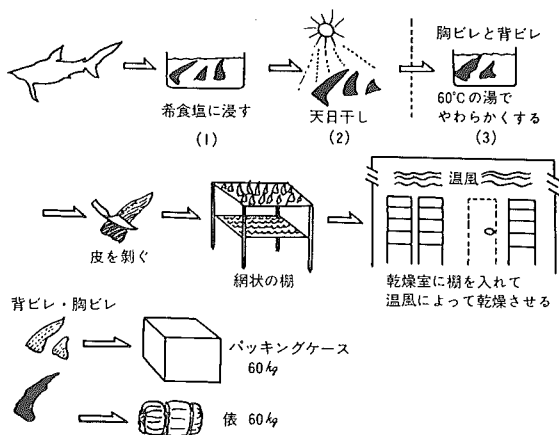 希食塩に浸す
(1)
天日干し
(2)
胸ビレと背ビレ
60℃の湯で
やわらかくする
(3)
皮を剝ぐ
網状の棚
温風
乾燥室に棚を入れて
温風によって乾燥させる
背ビレ・胸ビレ
パッキングケース
60kg
俵 60kg